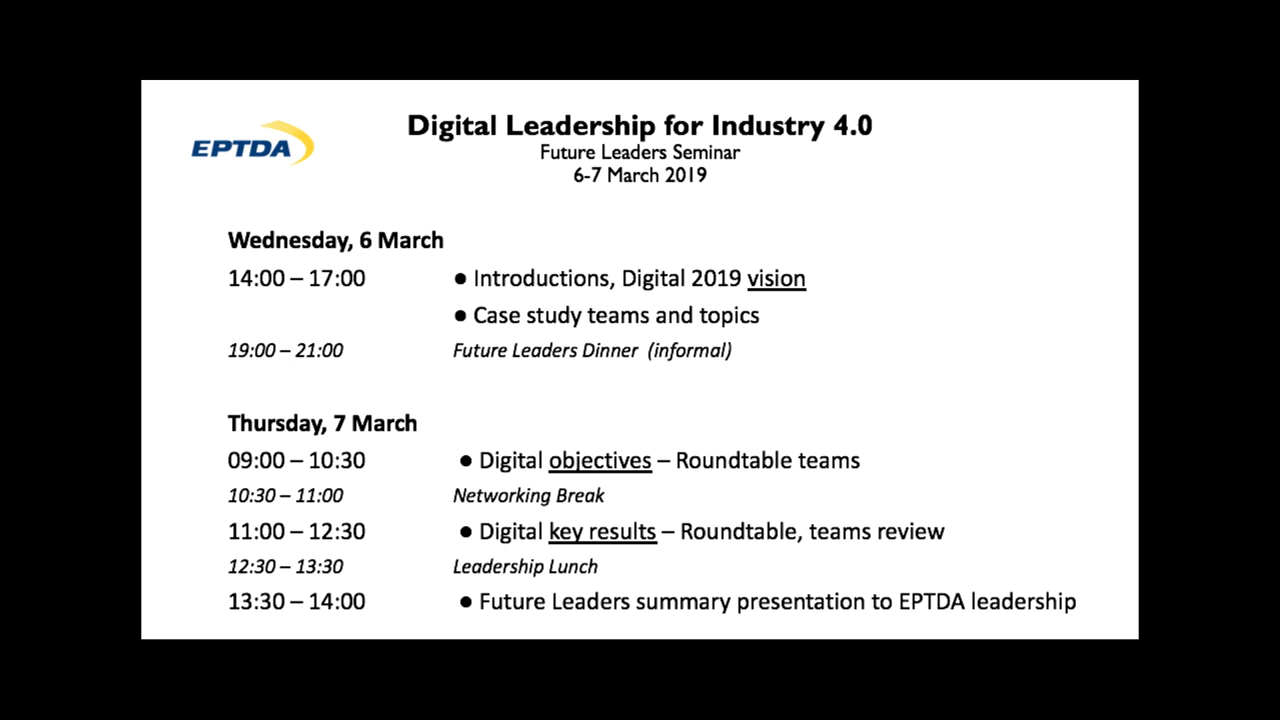 EPTDA
Digital Leadership for Industry 4.0
Future Leaders Seminar
6-7 March 2019
Wednesday, 6 March
14:00 – 17:00 ● Introductions, Digital 2019 vision
● Case study teams and topics
19:00 – 21:00 Future Leaders Dinner (informal)
Thursday, 7 March
09:00 – 10:30 ● Digital objectives – Roundtable teams
10:30 – 11:00 Networking Break
11:00 – 12:30 ● Digital key results – Roundtable, teams review
12:30 – 13:30 Leadership Lunch
13:30 – 14:00 ● Future Leaders summary presentation to EPTDA leadership